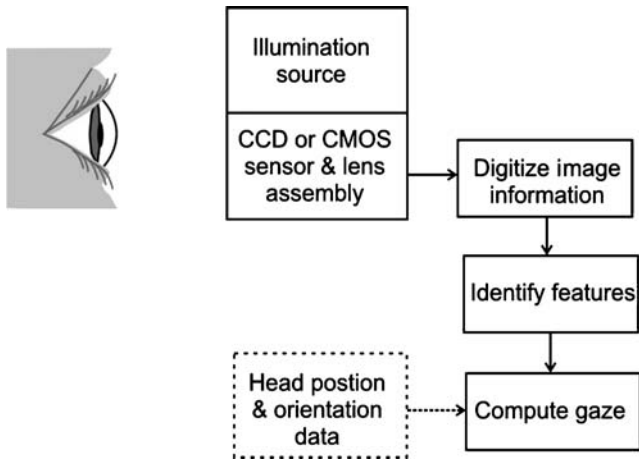 Illumination
source
CCD or CMOS
sensor & lens
assembly
Digitize image
information
Identify features
Head postion
& orientation
data
Compute gaze